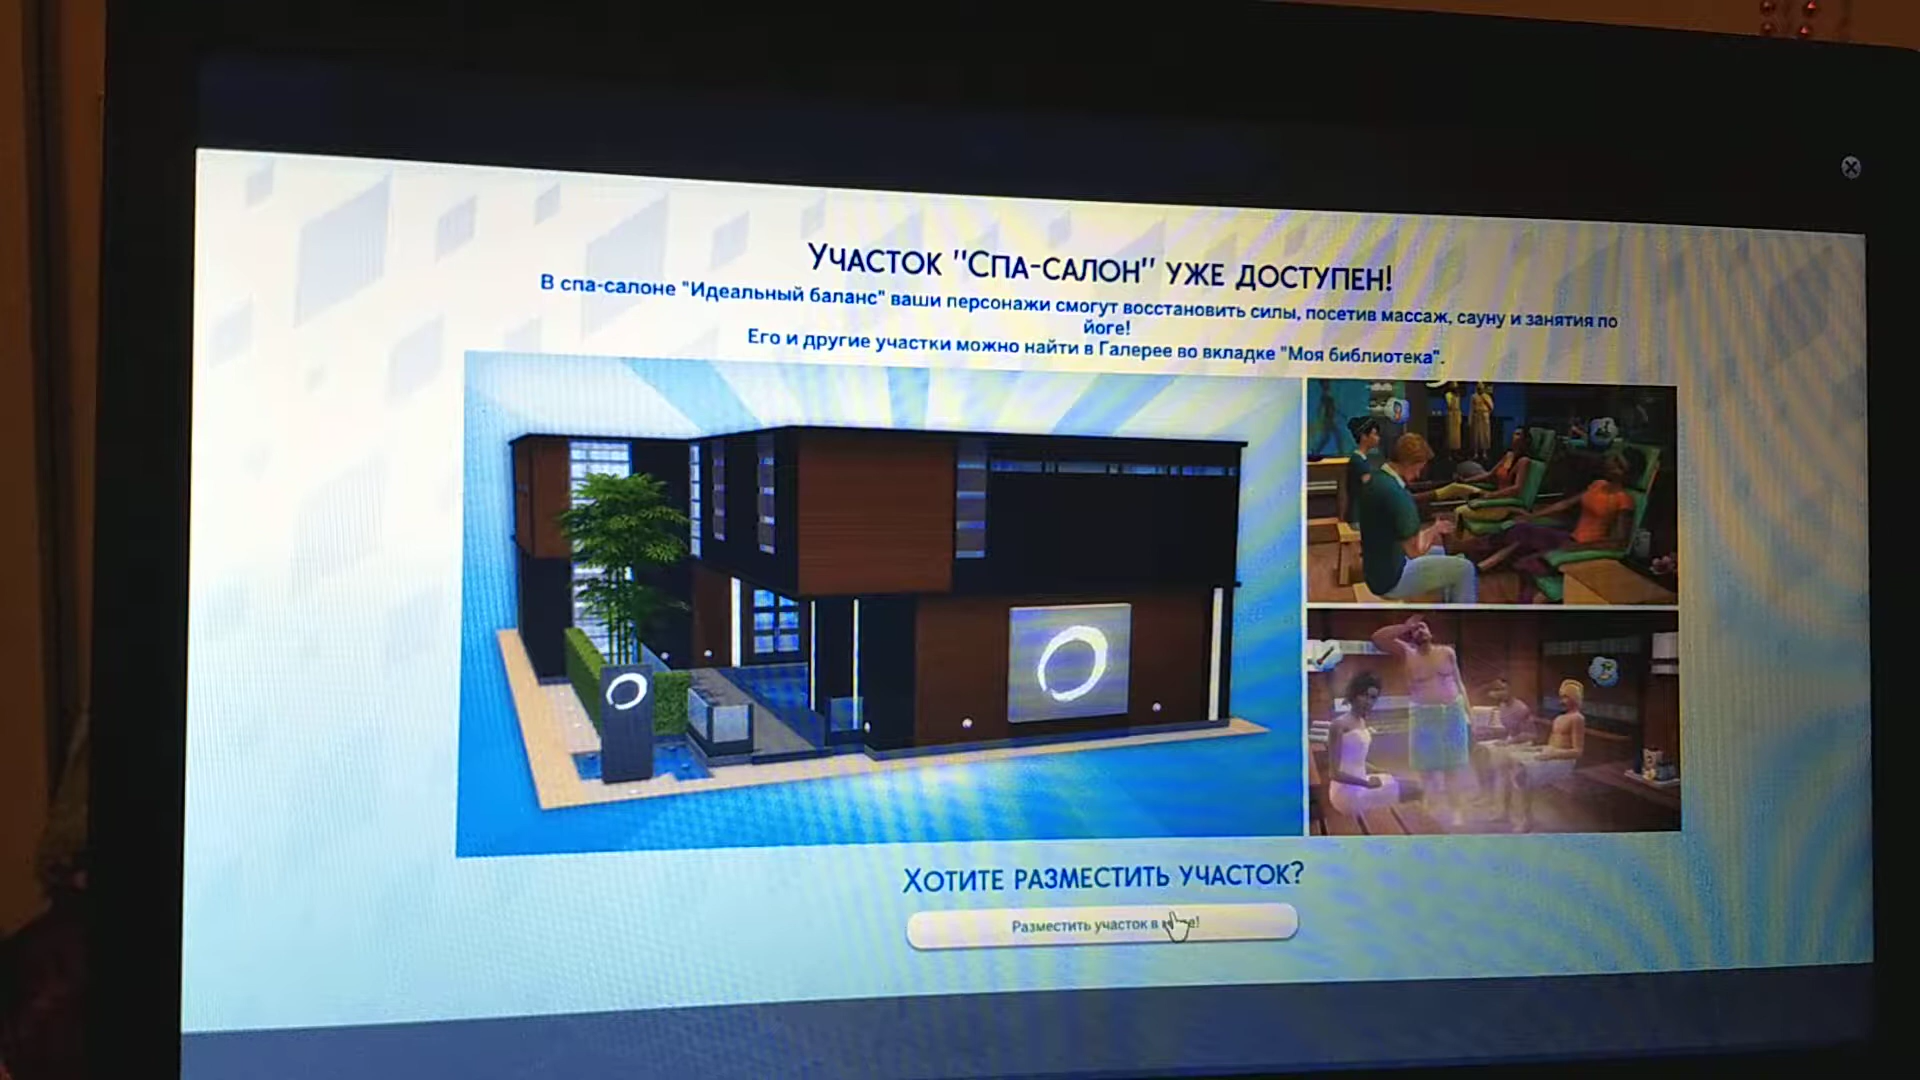 Участок "Спа-салон" уже доступен!
В спа-салоне "Идеальный баланс" ваши персонажи смогут восстановить силы, посетив массаж, сауну и занятия по
йоге!
Его и другие участки можно найти в Галерее во вкладке "Моя библиотека".
Хотите разместить участок?
Разместить участок в